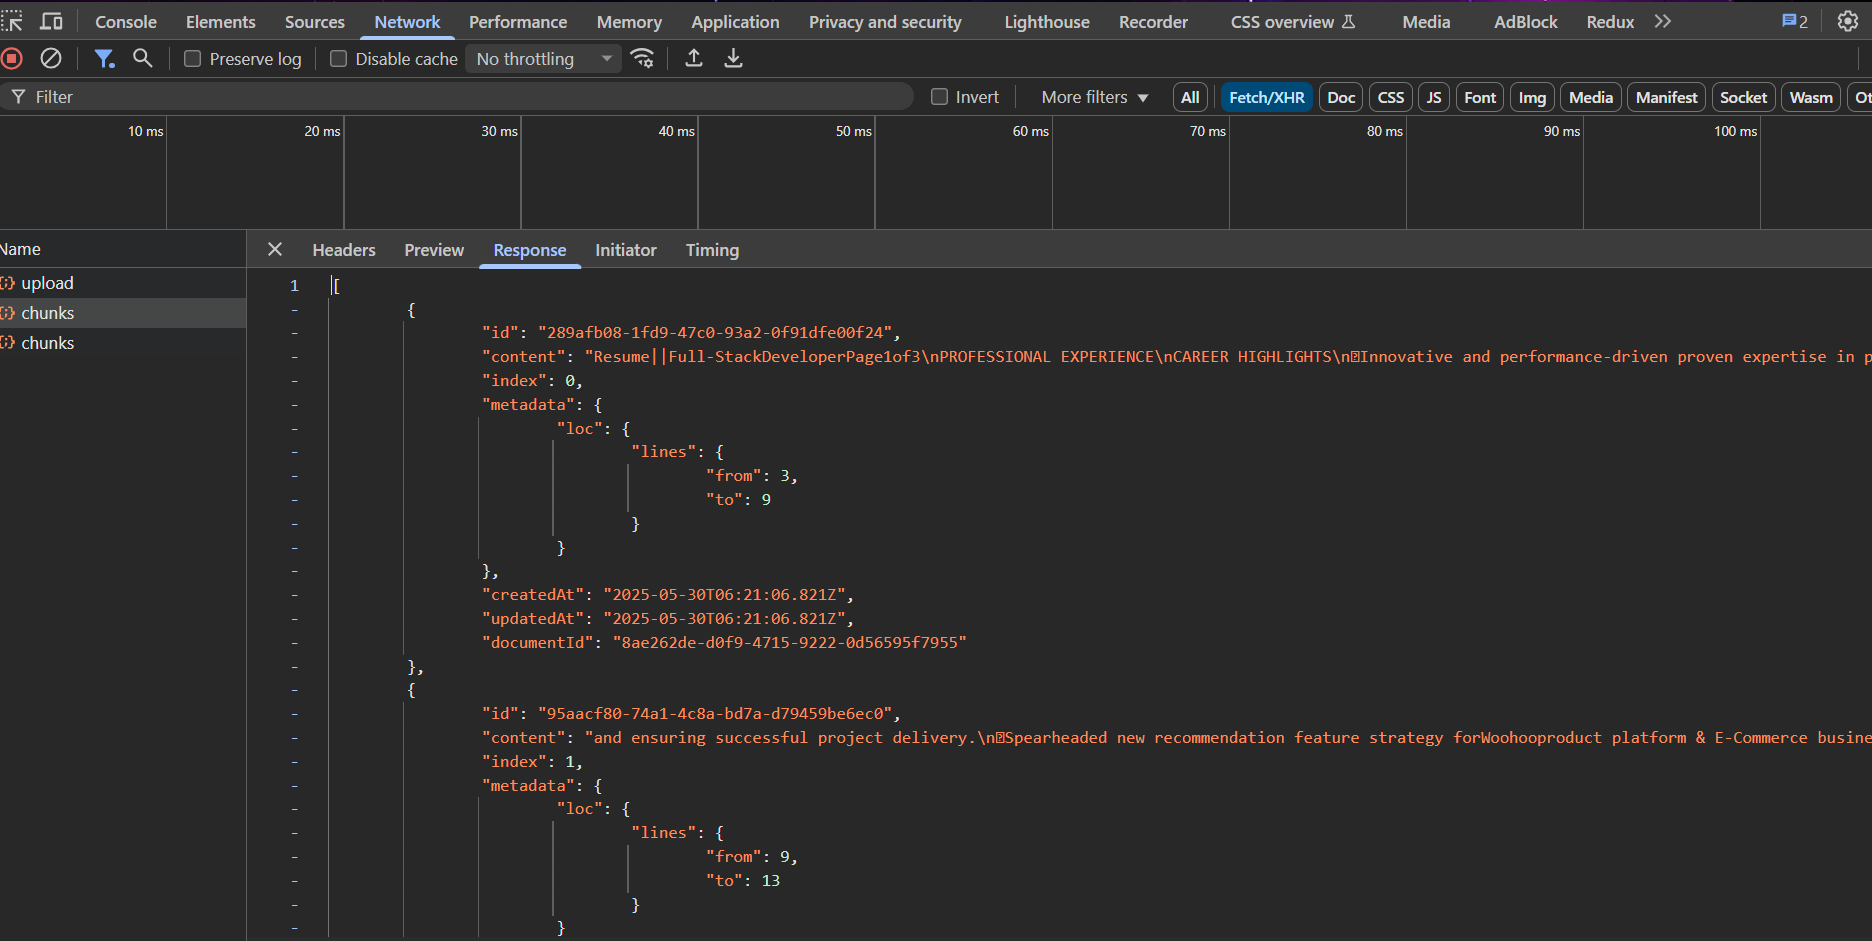 Console Elements Sources Network Performance Memory Application Privacy and security Lighthouse Recorder CSS overview Media AdBlock Redux 2
Preserve log Disable cache No throttling
Filter Invert More filters All Fetch/XHR Doc CSS JS Font Img Media Manifest Socket Wasm Ot
10 ms 20 ms 30 ms 40 ms 50 ms 60 ms 70 ms 80 ms 90 ms 100 ms
Name Headers Preview Response Initiator Timing
upload
chunks
chunks
1 [
- {
- "id": "289afb08-1fd9-47c0-93a2-0f91dfe00f24",
- "content": "Resume||Full-StackDeveloperPage1of3\nPROFESSIONAL EXPERIENCE\nCAREER HIGHLIGHTS\nInnovative and performance-driven proven expertise in p
- "index": 0,
- "metadata": {
- "loc": {
- "lines": {
- "from": 3,
- "to": 9
- }
- }
- },
- "createdAt": "2025-05-30T06:21:06.821Z",
- "updatedAt": "2025-05-30T06:21:06.821Z",
- "documentId": "8ae262de-d0f9-4715-9222-0d56595f7955"
- },
- {
- "id": "95aacf80-74a1-4c8a-bd7a-d79459be6ec0",
- "content": "and ensuring successful project delivery.\nSpearheaded new recommendation feature strategy forWoohooproduct platform & E-Commerce busine
- "index": 1,
- "metadata": {
- "loc": {
- "lines": {
- "from": 9,
- "to": 13
- }
- }